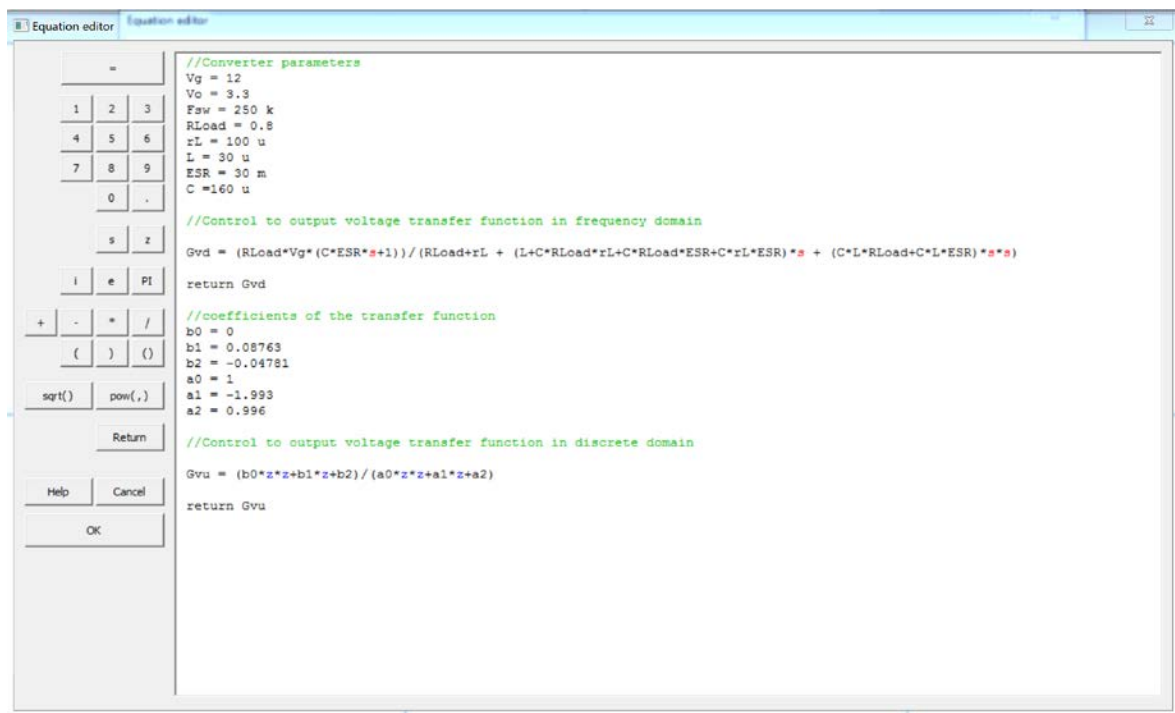 Equation editor Equation editor
=
1 2 3
4 5 6
7 8 9
0 .
s z
i e PI
+ - * /
( ) ()
sqrt() pow(,)
Return
Help Cancel
OK
//Converter parameters
Vg = 12
Vo = 3.3
Fsw = 250 k
RLoad = 0.8
rL = 100 u
L = 30 u
ESR = 30 m
C =160 u
//Control to output voltage transfer function in frequency domain
Gvd = (RLoad*Vg*(C*ESR*s+1))/(RLoad+rL + (L+C*RLoad*rL+C*RLoad*ESR+C*rL*ESR)*s + (C*L*RLoad+C*L*ESR)*s*s)
return Gvd
//coefficients of the transfer function
b0 = 0
b1 = 0.08763
b2 = -0.04781
a0 = 1
a1 = -1.993
a2 = 0.996
//Control to output voltage transfer function in discrete domain
Gvu = (b0*z*z+b1*z+b2)/(a0*z*z+a1*z+a2)
return Gvu